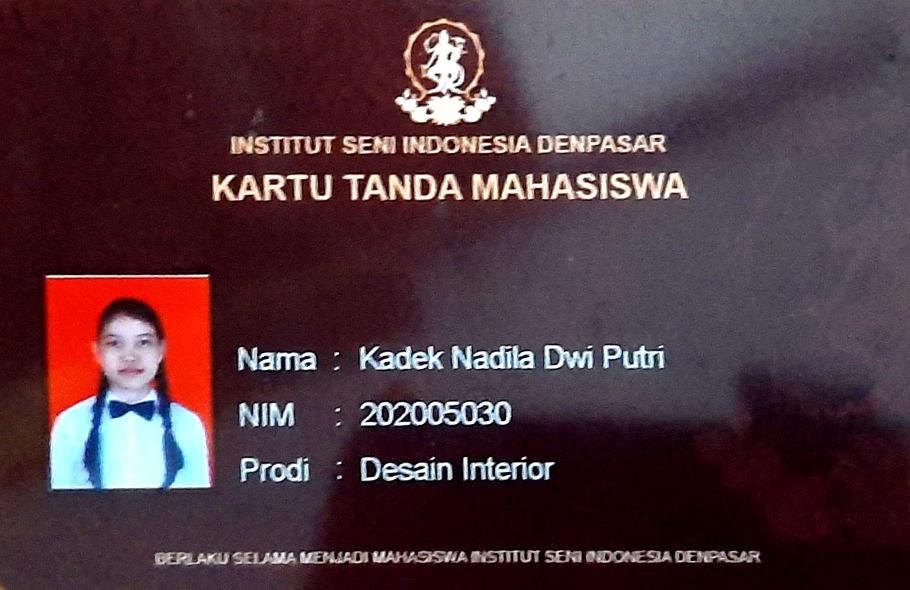 INSTITUT SENI INDONESIA DENPASAR
KARTU TANDA MAHASISWA
Nama : Kadek Nadila Dwi Putri
NIM : 202005030
Prodi : Desain Interior
BERLAKU SELAMA MENJADI MAHASISWA INSTITUT SENI INDONESIA DENPASAR